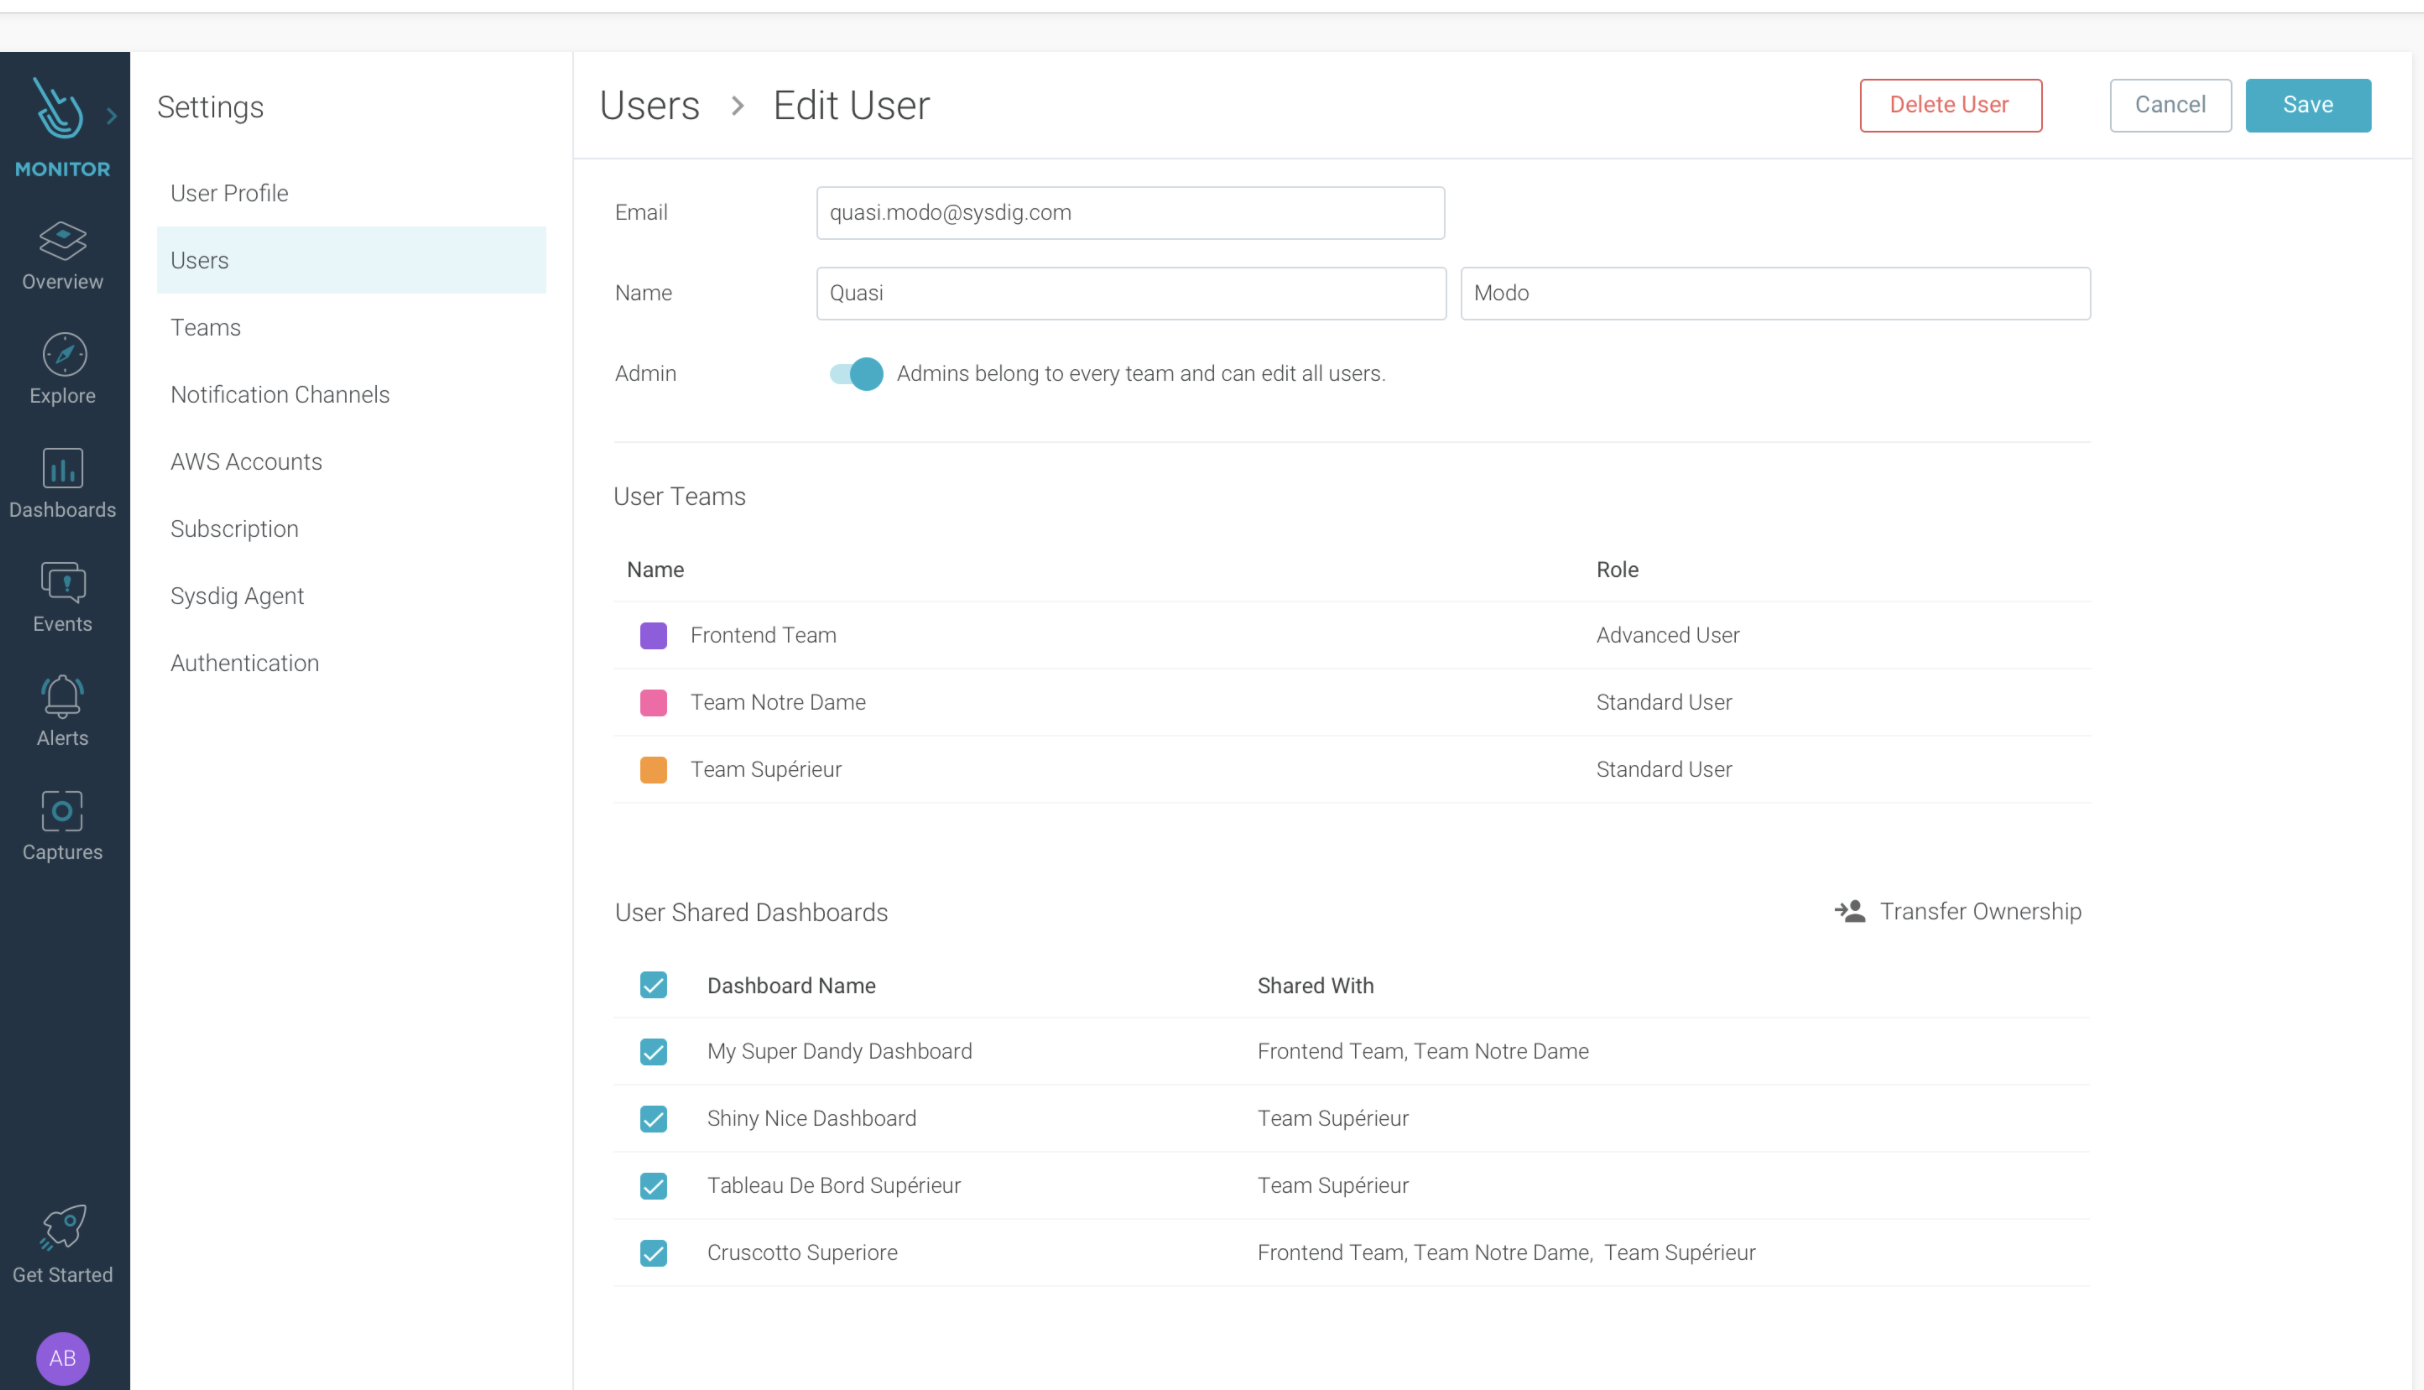 MONITOR
Overview
Explore
Dashboards
Events
Alerts
Captures
Get Started
AB
Settings
User Profile
Users
Teams
Notification Channels
AWS Accounts
Subscription
Sysdig Agent
Authentication
Users > Edit User
Delete User
Cancel
Save
Email quasi.modo@sysdig.com
Name Quasi Modo
Admin Admins belong to every team and can edit all users.
User Teams
Name Role
Frontend Team Advanced User
Team Notre Dame Standard User
Team Supérieur Standard User
User Shared Dashboards Transfer Ownership
Dashboard Name Shared With
My Super Dandy Dashboard Frontend Team, Team Notre Dame
Shiny Nice Dashboard Team Supérieur
Tableau De Bord Supérieur Team Supérieur
Cruscotto Superiore Frontend Team, Team Notre Dame, Team Supérieur